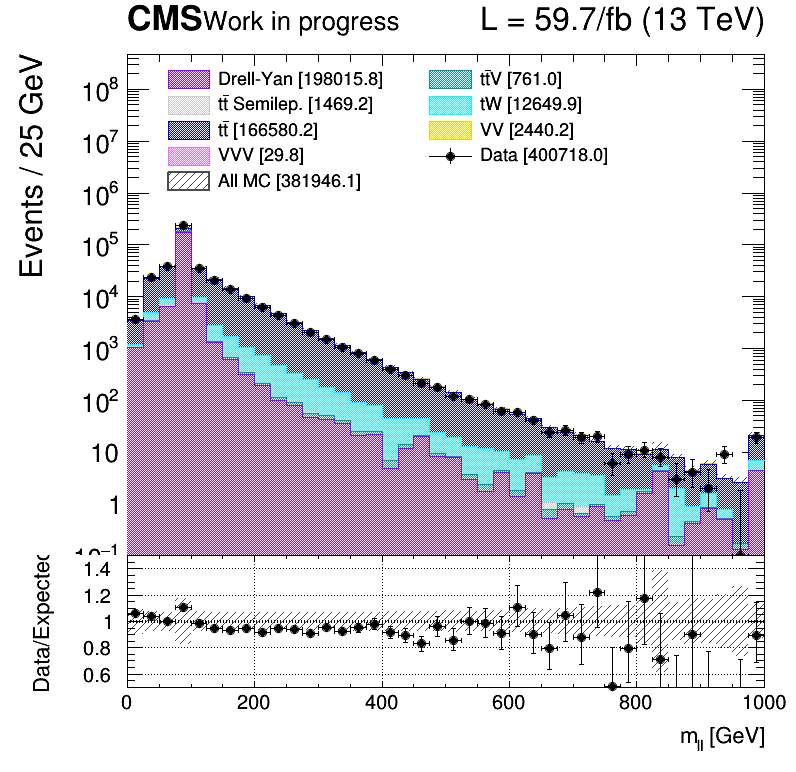 CMS Work in progress L = 59.7/fb (13 TeV)
Events / 25 GeV
Drell-Yan [198015.8]
tt̄ Semilep. [1469.2]
tt̄ [166580.2]
VVV [29.8]
All MC [381946.1]
tt̄V [761.0]
tW [12649.9]
VV [2440.2]
Data [400718.0]
10⁸
10⁷
10⁶
10⁵
10⁴
10³
10²
10
1
10⁻¹
Data/Expected
1.4
1.2
1
0.8
0.6
0 200 400 600 800 1000
m_ll [GeV]